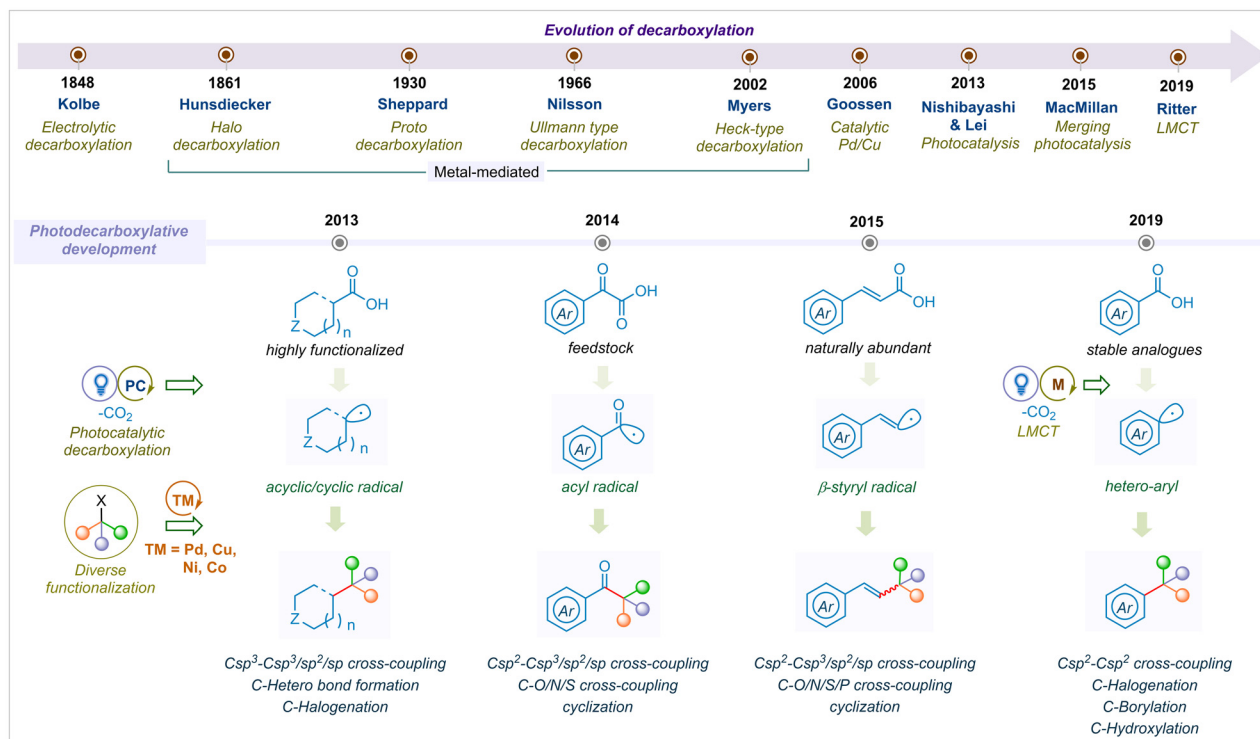 Evolution of decarboxylation
1848
Kolbe
Electrolytic
decarboxylation
1861
Hunsdiecker
Halo
decarboxylation
1930
Sheppard
Proto
decarboxylation
1966
Nilsson
Ullmann type
decarboxylation
2002
Myers
Heck-type
decarboxylation
2006
Goossen
Catalytic
Pd/Cu
2013
Nishibayashi
& Lei
Photocatalysis
2015
MacMillan
Merging
photocatalysis
2019
Ritter
LMCT
Metal-mediated
Photodecarboxylative
development
2013
2014
2015
2019
O
OH
Z
( )n
highly functionalized
O
OH
O
Ar
feedstock
O
OH
Ar
naturally abundant
O
OH
Ar
stable analogues
PC
-CO2
Photocatalytic
decarboxylation
M
-CO2
LMCT
Z
( )n
acyclic/cyclic radical
O
Ar
acyl radical
Ar
β-styryl radical
Ar
hetero-aryl
X
Diverse
functionalization
TM
TM = Pd, Cu,
Ni, Co
Z
( )n
O
Ar
Ar
Ar
Csp3-Csp3/sp2/sp cross-coupling
C-Hetero bond formation
C-Halogenation
Csp2-Csp3/sp2/sp cross-coupling
C-O/N/S cross-coupling
cyclization
Csp2-Csp3/sp2/sp cross-coupling
C-O/N/S/P cross-coupling
cyclization
Csp2-Csp2 cross-coupling
C-Halogenation
C-Borylation
C-Hydroxylation